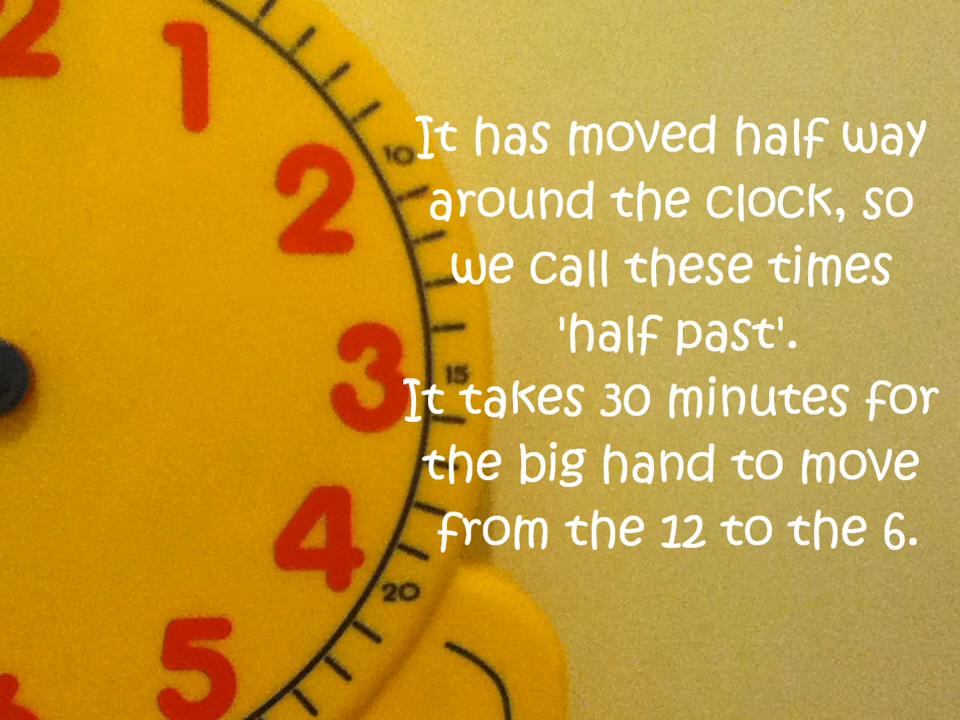 2
1
2
10
3
15
4
20
5
It has moved half way
around the clock, so
we call these times
'half past'.
It takes 30 minutes for
the big hand to move
from the 12 to the 6.